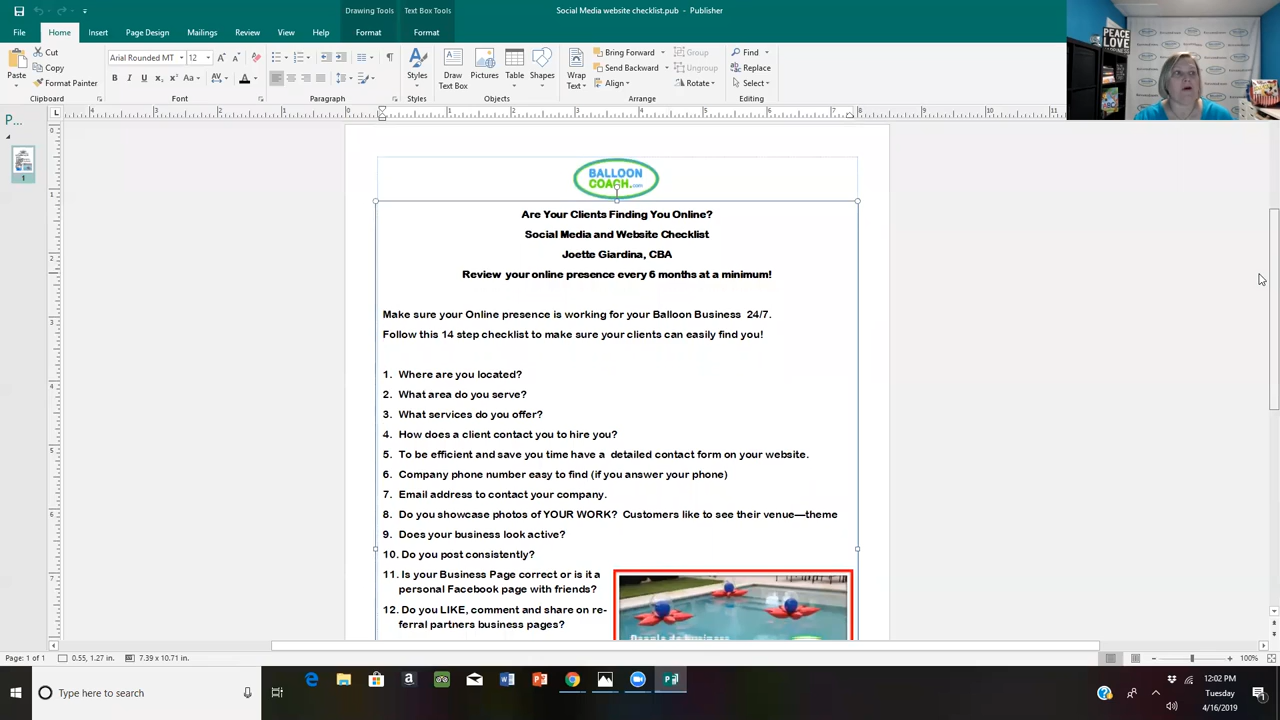 Drawing Tools Text Box Tools Social Media website checklist.pub - Publisher
File Home Insert Page Design Mailings Review View Help Format Format
Paste
Cut
Copy
Format Painter
Clipboard
Arial Rounded MT 12
Font
Paragraph
Styles
Styles
Draw Text Box
Pictures
Table
Shapes
Objects
Wrap Text
Bring Forward
Send Backward
Align
Group
Ungroup
Rotate
Arrange
Find
Replace
Select
Editing
PEACE
LOVE
BALLOON
COACH.com
Are Your Clients Finding You Online?
Social Media and Website Checklist
Joette Giardina, CBA
Review your online presence every 6 months at a minimum!
Make sure your Online presence is working for your Balloon Business 24/7.
Follow this 14 step checklist to make sure your clients can easily find you!
1. Where are you located?
2. What area do you serve?
3. What services do you offer?
4. How does a client contact you to hire you?
5. To be efficient and save you time have a detailed contact form on your website.
6. Company phone number easy to find (if you answer your phone)
7. Email address to contact your company.
8. Do you showcase photos of YOUR WORK? Customers like to see their venue—theme
9. Does your business look active?
10. Do you post consistently?
11. Is your Business Page correct or is it a
personal Facebook page with friends?
12. Do you LIKE, comment and share on re-
ferral partners business pages?
Page: 1 of 1 0.55, 1.27 in. 7.39 x 10.71 in. 100%
Type here to search
12:02 PM
Tuesday
4/16/2019